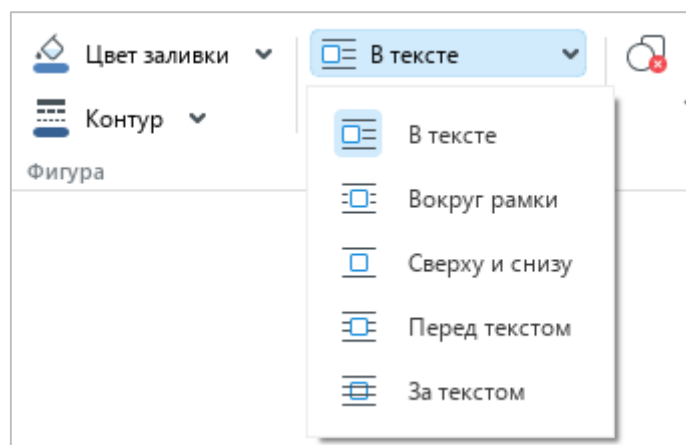 Цвет заливки
В тексте
Контур
Фигура
В тексте
Вокруг рамки
Сверху и снизу
Перед текстом
За текстом